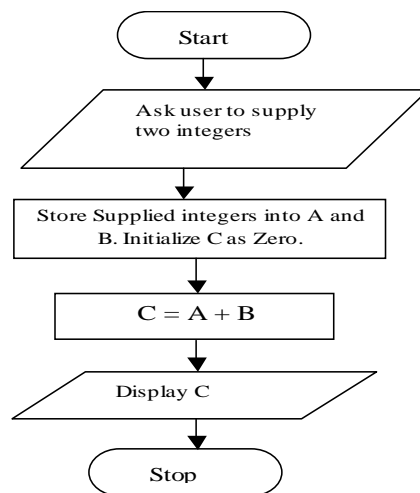 Start
Ask user to supply
two integers
Store Supplied integers into A and
B. Initialize C as Zero.
C = A + B
Display C
Stop